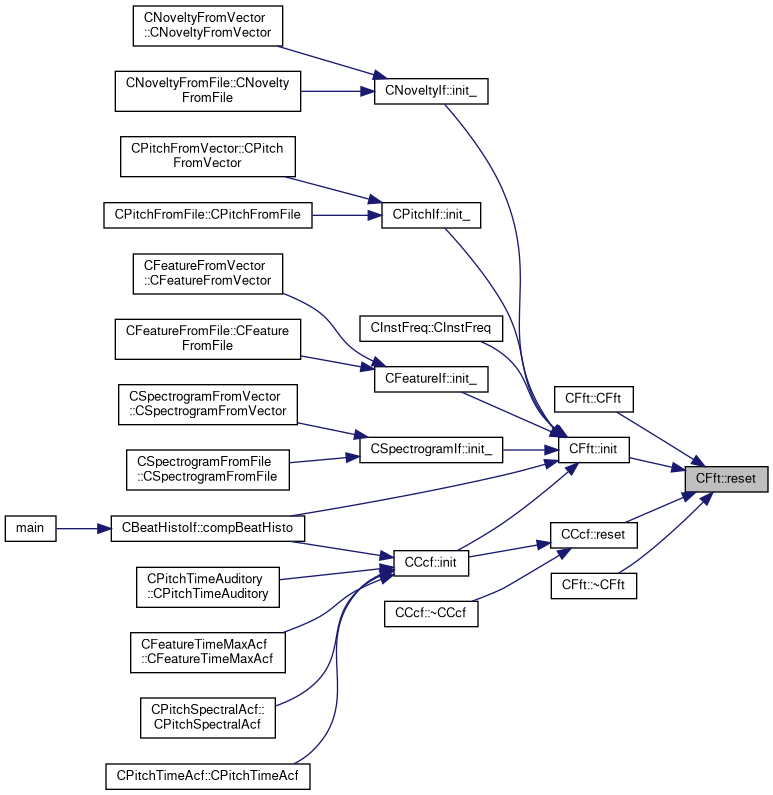 CNoveltyFromVector
::CNoveltyFromVector
CNoveltyFromFile::CNovelty
FromFile
CNoveltyIf::init_
CPitchFromVector::CPitch
FromVector
CPitchFromFile::CPitchFromFile
CPitchIf::init_
CFeatureFromVector
::CFeatureFromVector
CInstFreq::CInstFreq
CFeatureFromFile::CFeature
FromFile
CFeatureIf::init_
CSpectrogramFromVector
::CSpectrogramFromVector
CFft::CFft
CSpectrogramIf::init_
CFft::init
CSpectrogramFromFile
::CSpectrogramFromFile
CFft::reset
main
CBeatHistoIf::compBeatHisto
CCcf::reset
CCcf::init
CPitchTimeAuditory
::CPitchTimeAuditory
CFft::~CFft
CCcf::~CCcf
CFeatureTimeMaxAcf
::CFeatureTimeMaxAcf
CPitchSpectralAcf::
CPitchSpectralAcf
CPitchTimeAcf::CPitchTimeAcf